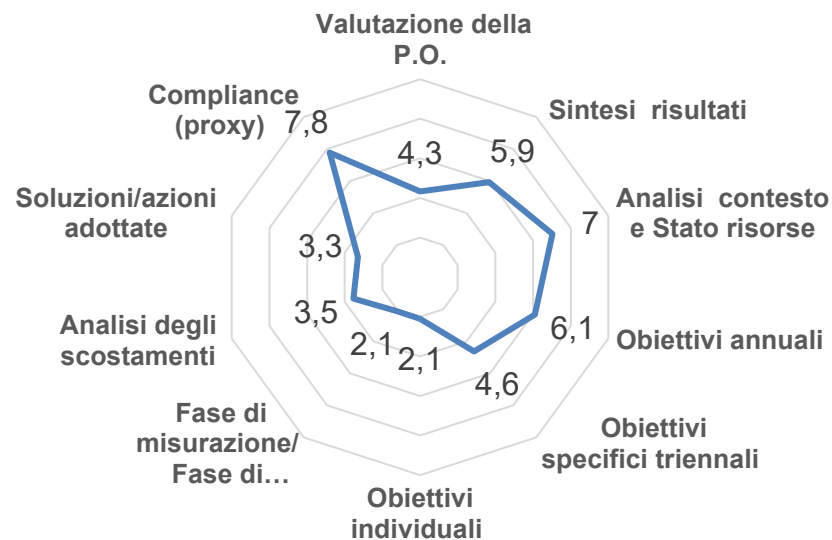 Valutazione della
P.O.
4,3
Sintesi  risultati
5,9
Analisi  contesto
e Stato risorse
7
Obiettivi annuali
6,1
Obiettivi
specifici triennali
4,6
Obiettivi
individuali
2,1
Fase di
misurazione/
Fase di…
2,1
Analisi degli
scostamenti
3,5
Soluzioni/azioni
adottate
3,3
Compliance
(proxy)
7,8